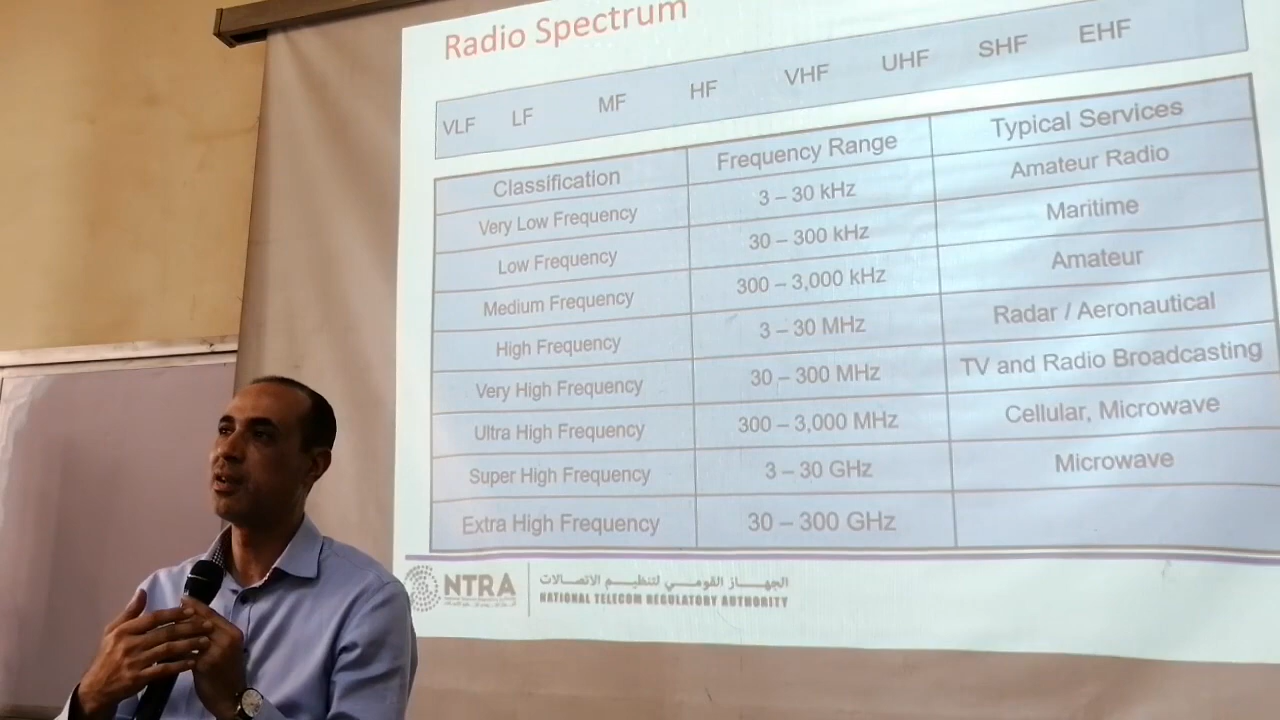 Radio Spectrum
VLF LF MF HF VHF UHF SHF EHF
Classification Frequency Range Typical Services
Very Low Frequency 3 – 30 kHz Amateur Radio
Low Frequency 30 – 300 kHz Maritime
Medium Frequency 300 – 3,000 kHz Amateur
High Frequency 3 – 30 MHz Radar / Aeronautical
Very High Frequency 30 – 300 MHz TV and Radio Broadcasting
Ultra High Frequency 300 – 3,000 MHz Cellular, Microwave
Super High Frequency 3 – 30 GHz Microwave
Extra High Frequency 30 – 300 GHz
NTRA
الجهاز القومي لتنظيم الاتصالات
NATIONAL TELECOM REGULATORY AUTHORITY